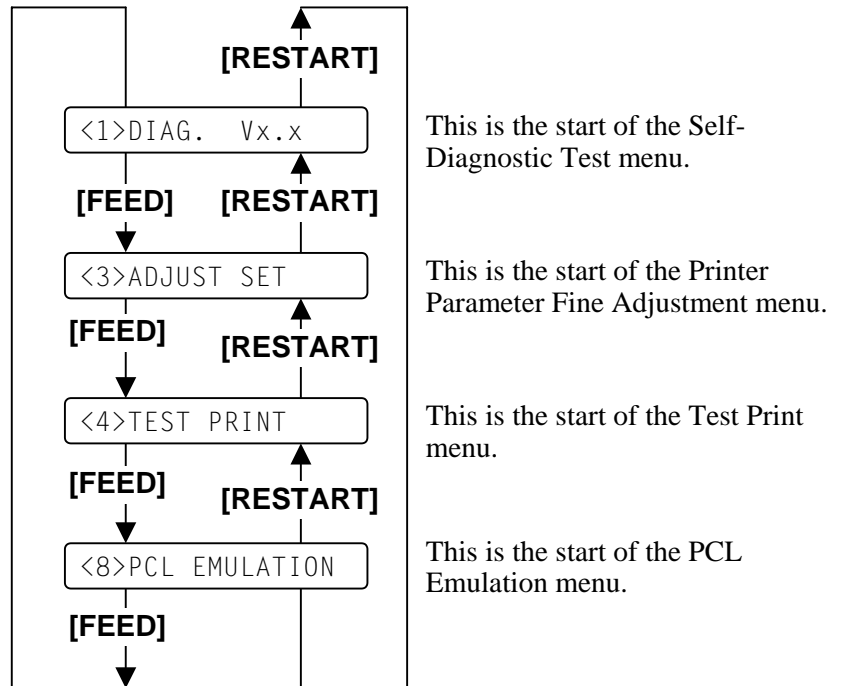 [RESTART]
<1>DIAG. Vx.x
This is the start of the Self-
Diagnostic Test menu.
[FEED]
[RESTART]
<3>ADJUST SET
This is the start of the Printer
Parameter Fine Adjustment menu.
[FEED]
[RESTART]
<4>TEST PRINT
This is the start of the Test Print
menu.
[FEED]
[RESTART]
<8>PCL EMULATION
This is the start of the PCL
Emulation menu.
[FEED]